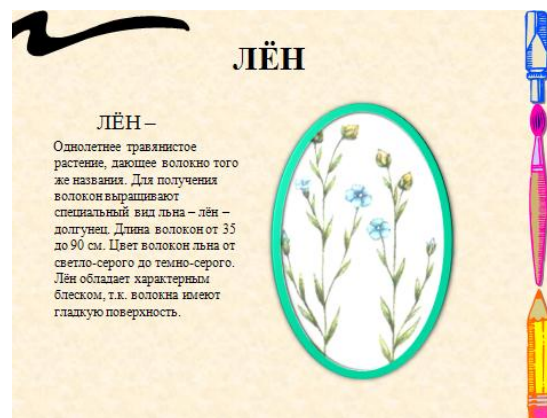 ЛЁН
ЛЁН –
Однолетнее травянистое
растение, дающее волокно того
же названия. Для получения
волокон выращивают
специальный вид льна – лён –
долгунец. Длина волокон от 35
до 90 см. Цвет волокон льна от
светло-серого до темно-серого.
Лён обладает характерным
блеском, т.к. волокна имеют
гладкую поверхность.